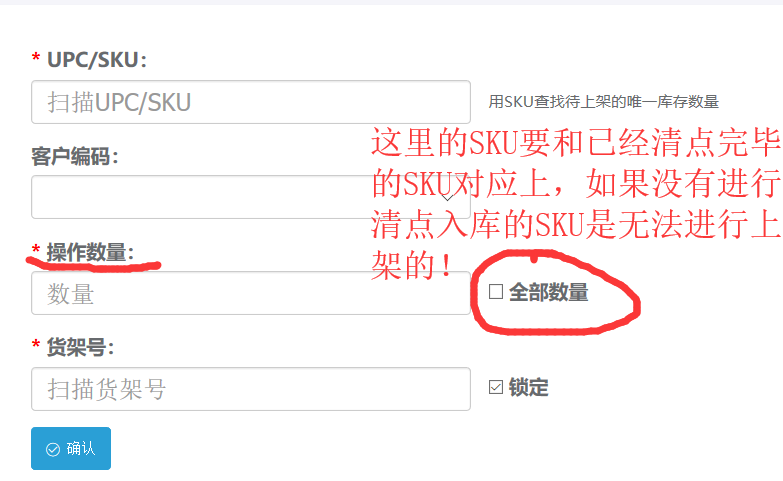 * UPC/SKU:
扫描UPC/SKU
用SKU查找待上架的唯一库存数量
这里的SKU要和已经清点完毕
的SKU对应上，如果没有进行
清点入库的SKU是无法进行上
架的！
客户编码：
* 操作数量：
数量
全部数量
* 货架号：
扫描货架号
锁定
确认